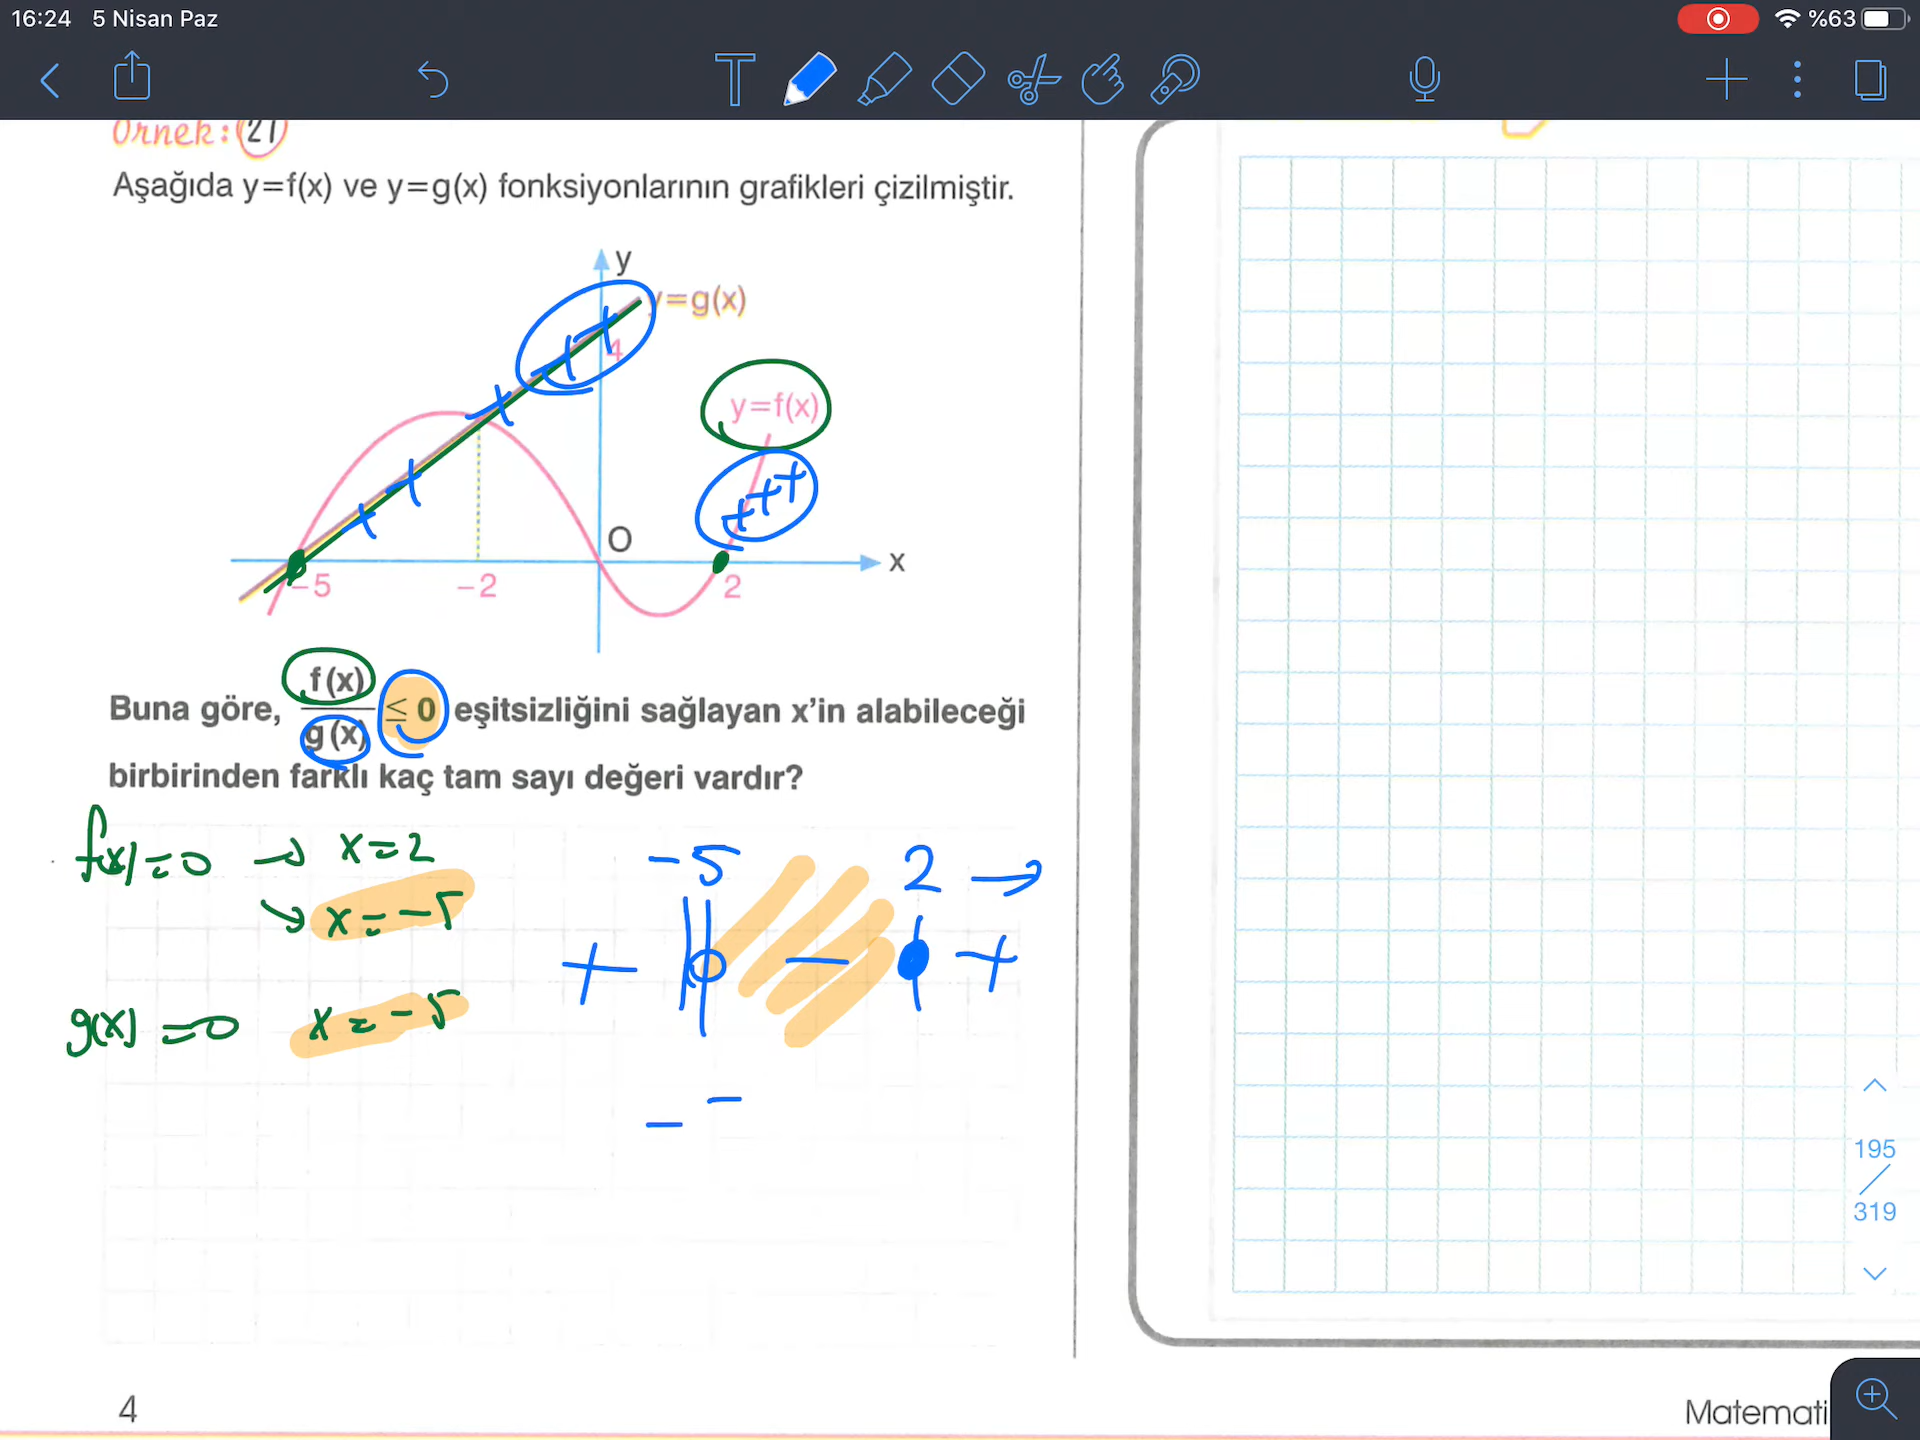 16:24 5 Nisan Paz
%63
Örnek: 21
Aşağıda y=f(x) ve y=g(x) fonksiyonlarının grafikleri çizilmiştir.
y
y=g(x)
4
y=f(x)
+ + +
O
x
-5
-2
2
Buna göre, f(x)/g(x) ≤ 0 eşitsizliğini sağlayan x'in alabileceği
birbirinden farklı kaç tam sayı değeri vardır?
f(x)=0 → x=2
↘ x=-5
g(x)=0 x=-5
-5 2 →
+ - +
- -
195
319
4
Matemati